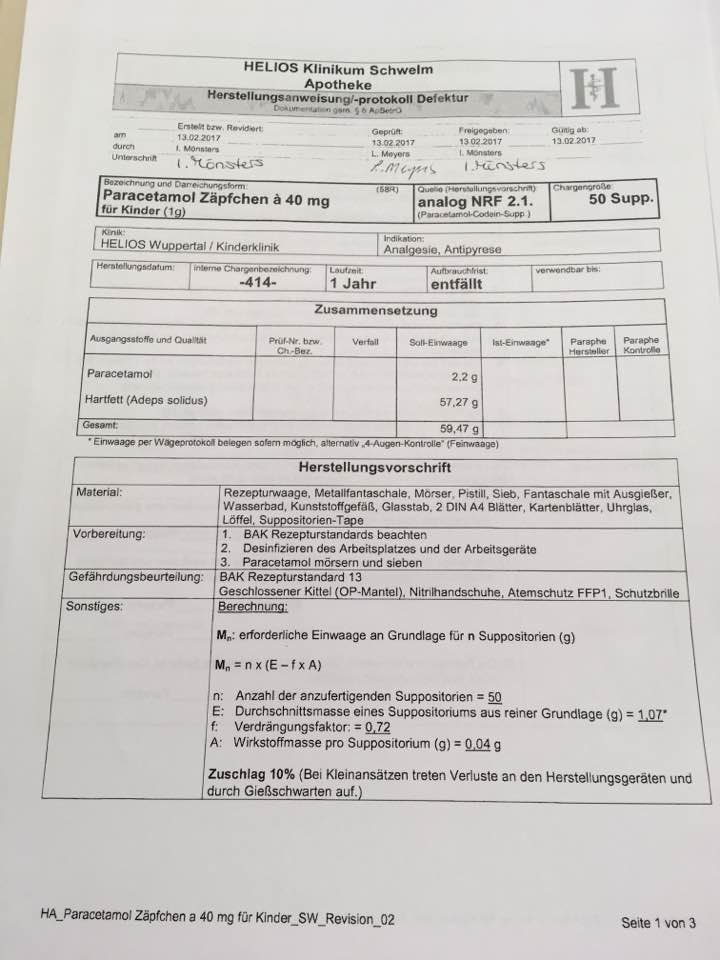 HELIOS Klinikum Schwelm
Apotheke
Herstellungsanweisung/-protokoll Defektur
Dokumentation gem. § 8 ApBetrO
H
Erstellt bzw. Revidiert: Geprüft: Freigegeben: Gültig ab:
am 13.02.2017 13.02.2017 13.02.2017 13.02.2017
durch I. Mönsters L. Meyers I. Mönsters
Unterschrift I. Mönsters L. Meyers I. Mönsters
Bezeichnung und Darreichungsform: (S8R) Quelle (Herstellungsvorschrift): Chargengröße:
Paracetamol Zäpfchen à 40 mg analog NRF 2.1. 50 Supp.
für Kinder (1g) (Paracetamol-Codein-Supp.)
Klinik: Indikation:
HELIOS Wuppertal / Kinderklinik Analgesie, Antipyrese
Herstellungsdatum: interne Chargenbezeichnung: Laufzeit: Aufbrauchfrist: verwendbar bis:
-414- 1 Jahr entfällt
Zusammensetzung
Ausgangsstoffe und Qualität Prüf-Nr. bzw. Verfall Soll-Einwaage Ist-Einwaage* Paraphe Paraphe
Ch.-Bez. Hersteller Kontrolle
Paracetamol 2,2 g
Hartfett (Adeps solidus) 57,27 g
Gesamt: 59,47 g
* Einwaage per Wägeprotokoll belegen sofern möglich, alternativ „4-Augen-Kontrolle" (Feinwaage)
Herstellungsvorschrift
Material: Rezepturwaage, Metallfantaschale, Mörser, Pistill, Sieb, Fantaschale mit Ausgießer,
Wasserbad, Kunststoffgefäß, Glasstab, 2 DIN A4 Blätter, Kartenblätter, Uhrglas,
Löffel, Suppositorien-Tape
Vorbereitung: 1. BAK Rezepturstandards beachten
2. Desinfizieren des Arbeitsplatzes und der Arbeitsgeräte
3. Paracetamol mörsern und sieben
Gefährdungsbeurteilung: BAK Rezepturstandard 13
Geschlossener Kittel (OP-Mantel), Nitrilhandschuhe, Atemschutz FFP1, Schutzbrille
Sonstiges: Berechnung:
Mn: erforderliche Einwaage an Grundlage für n Suppositorien (g)
Mn = n x (E – f x A)
n: Anzahl der anzufertigenden Suppositorien = 50
E: Durchschnittsmasse eines Suppositoriums aus reiner Grundlage (g) = 1,07*
f: Verdrängungsfaktor: = 0,72
A: Wirkstoffmasse pro Suppositorium (g) = 0,04 g
Zuschlag 10% (Bei Kleinansätzen treten Verluste an den Herstellungsgeräten und
durch Gießschwarten auf.)
HA_Paracetamol Zäpfchen a 40 mg für Kinder_SW_Revision_02 Seite 1 von 3